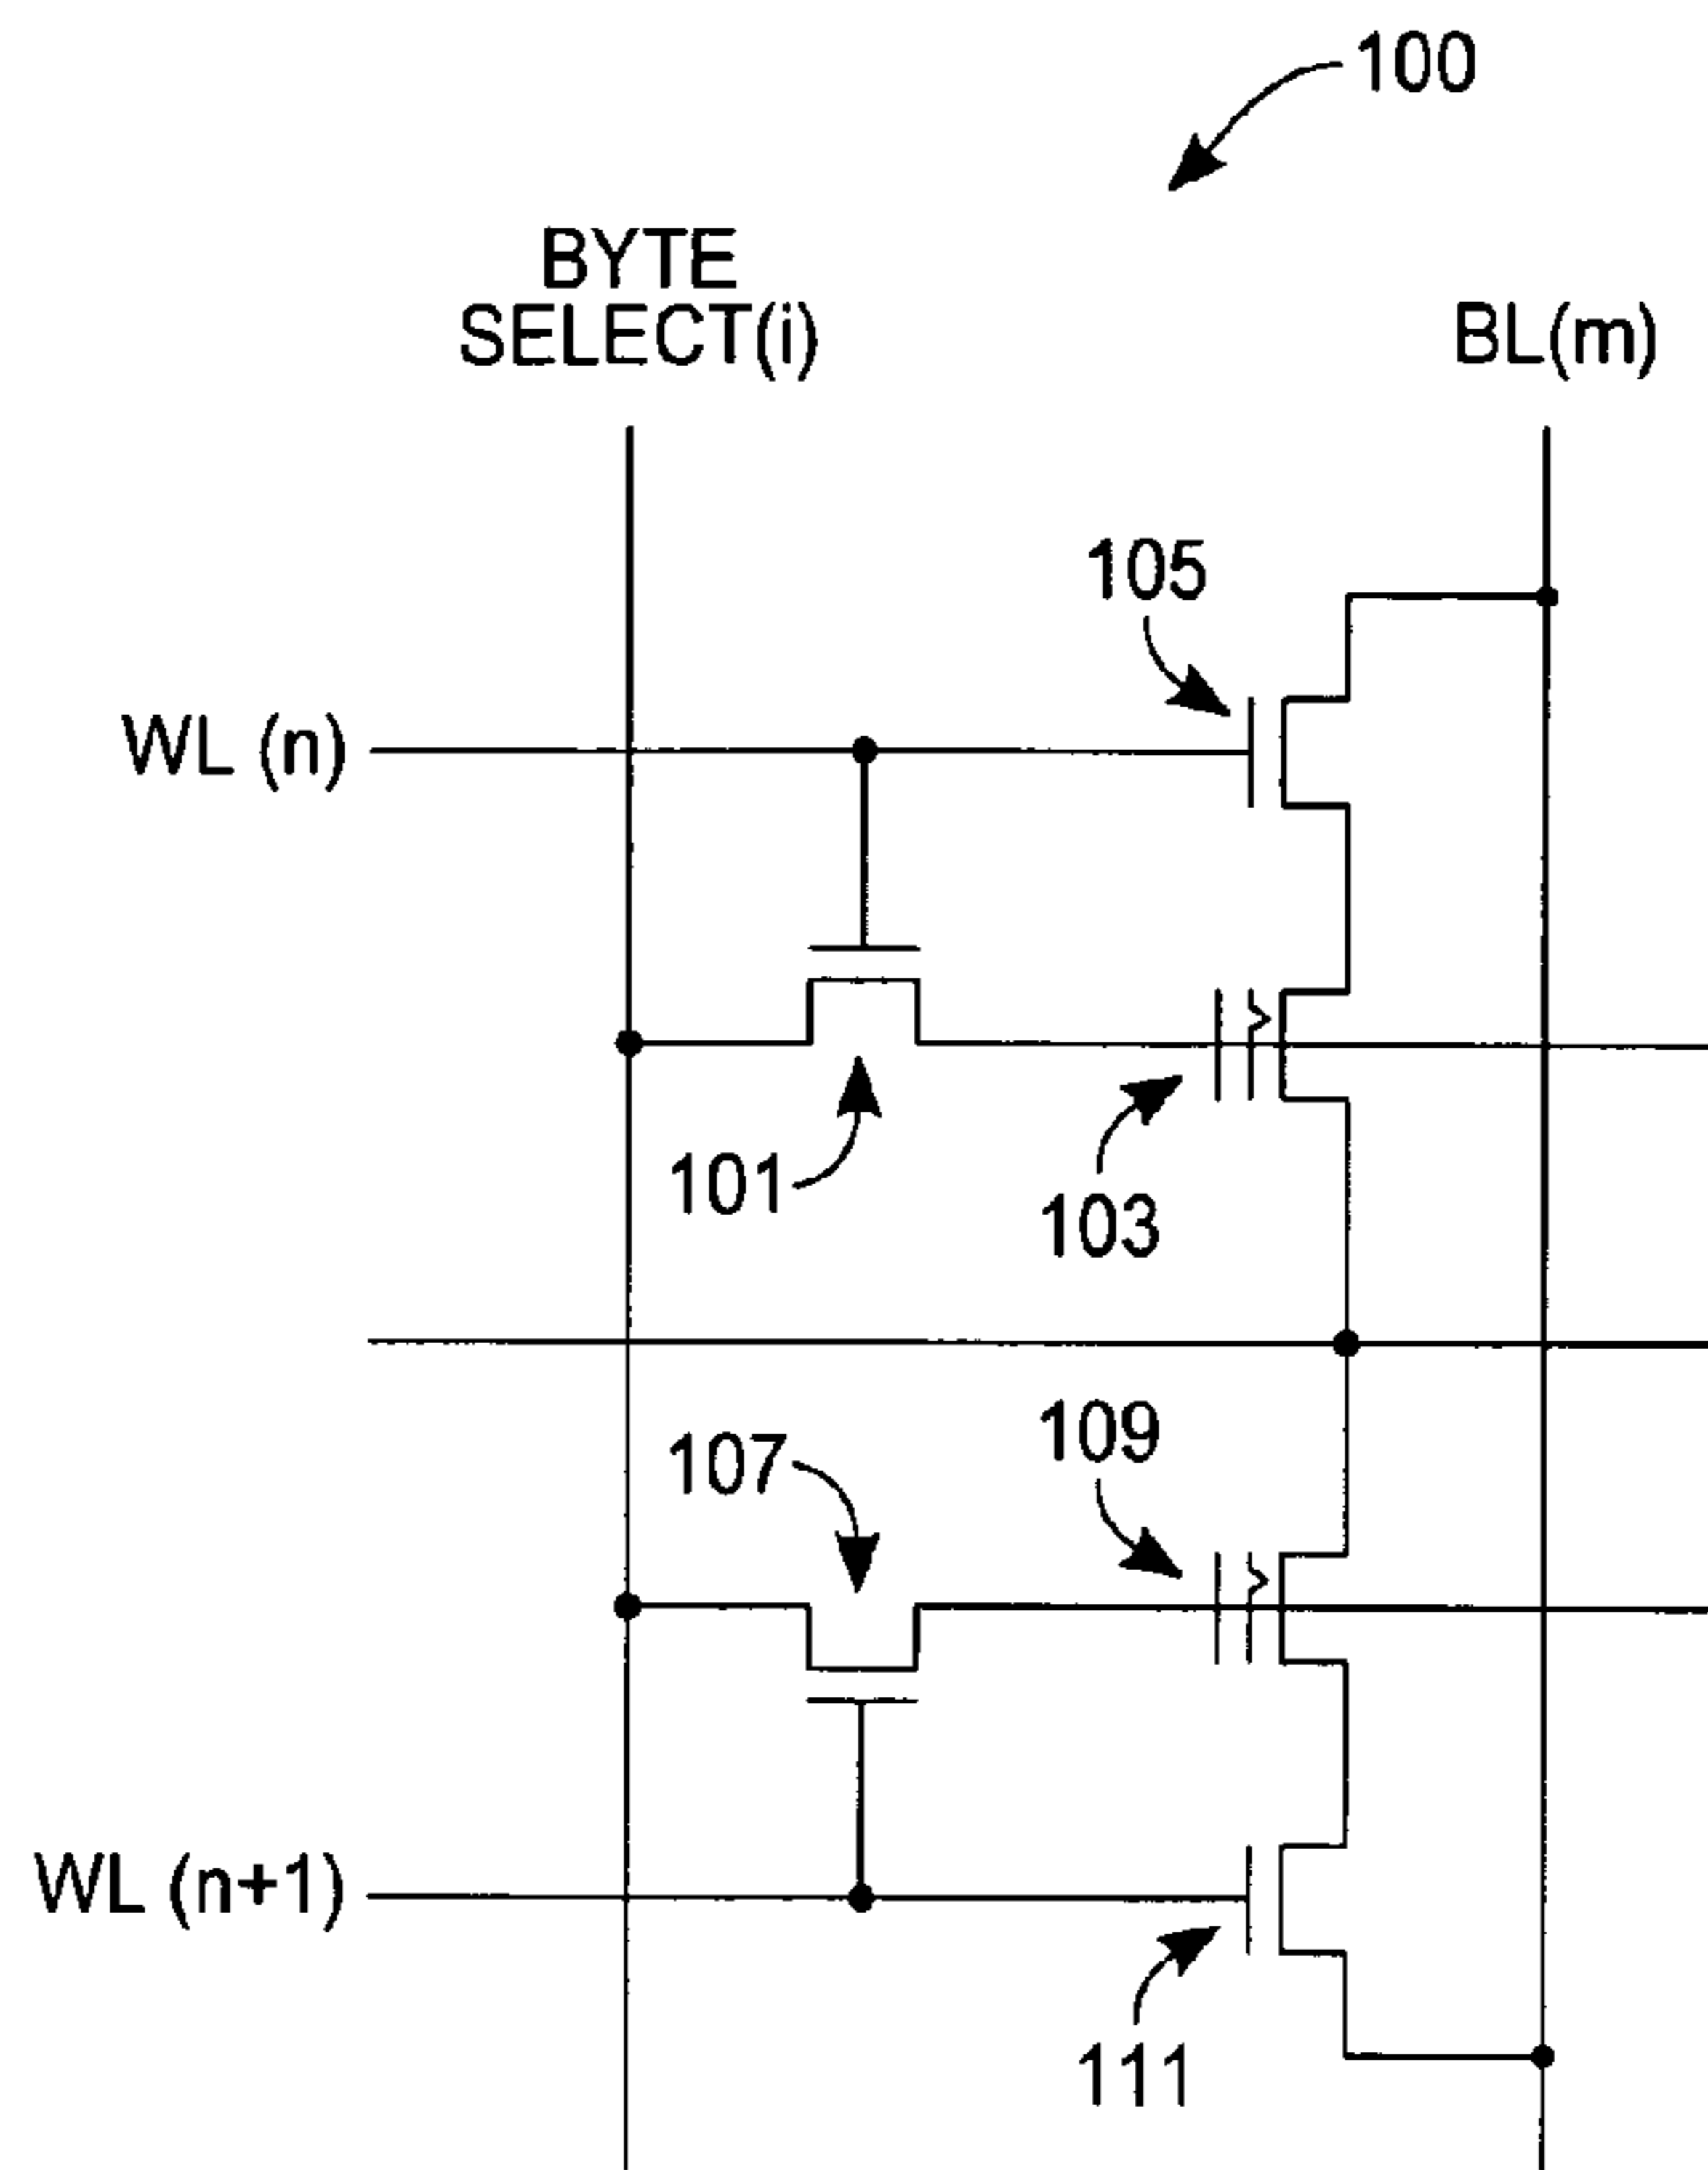 100
BYTE
SELECT(i)
BL(m)
105
WL (n)
101
103
109
107
WL (n+1)
111